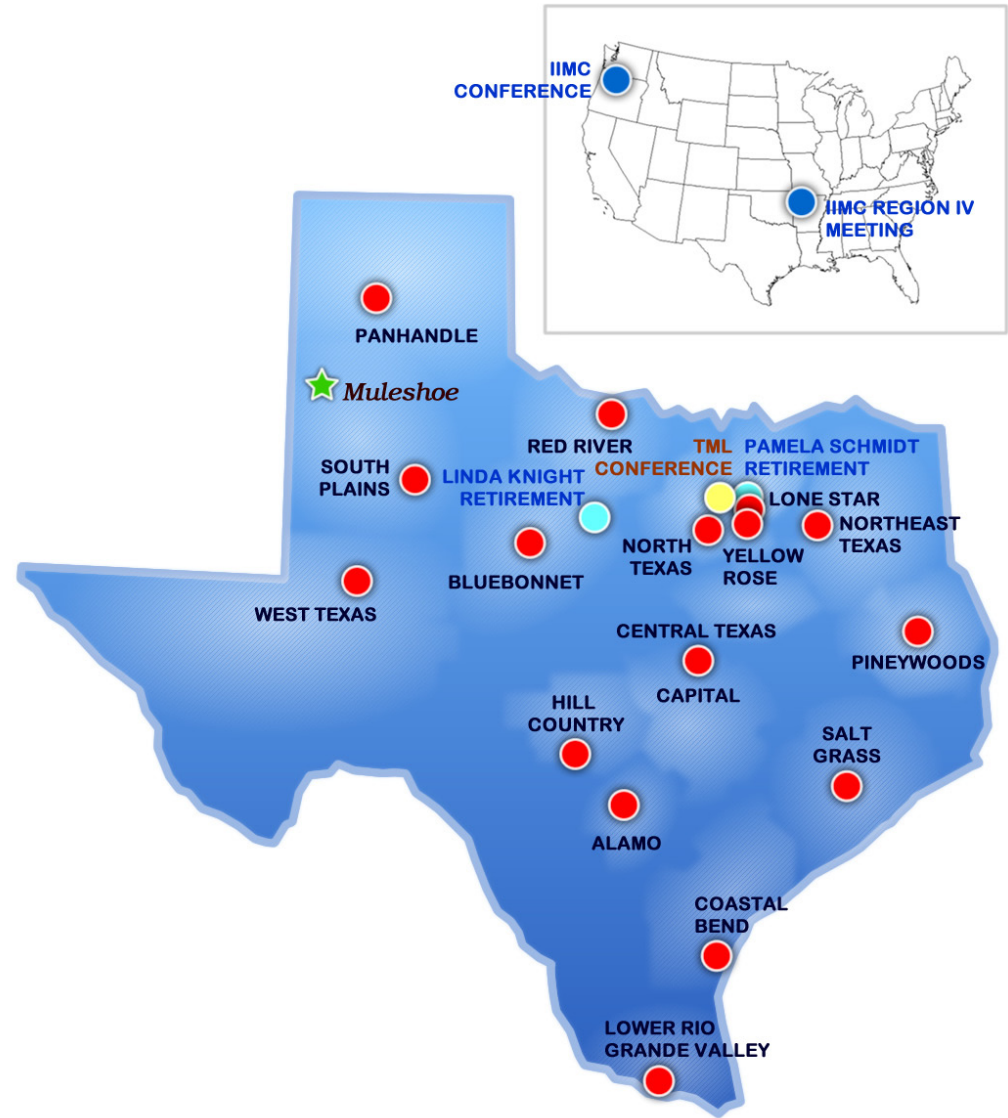 IIMC
CONFERENCE
IIMC REGION IV
MEETING
PANHANDLE
Muleshoe
RED RIVER
TML
CONFERENCE
PAMELA SCHMIDT
RETIREMENT
SOUTH
PLAINS
LINDA KNIGHT
RETIREMENT
LONE STAR
NORTHEAST
TEXAS
NORTH
TEXAS
YELLOW
ROSE
BLUEBONNET
WEST TEXAS
CENTRAL TEXAS
PINEYWOODS
CAPITAL
HILL
COUNTRY
SALT
GRASS
ALAMO
COASTAL
BEND
LOWER RIO
GRANDE VALLEY